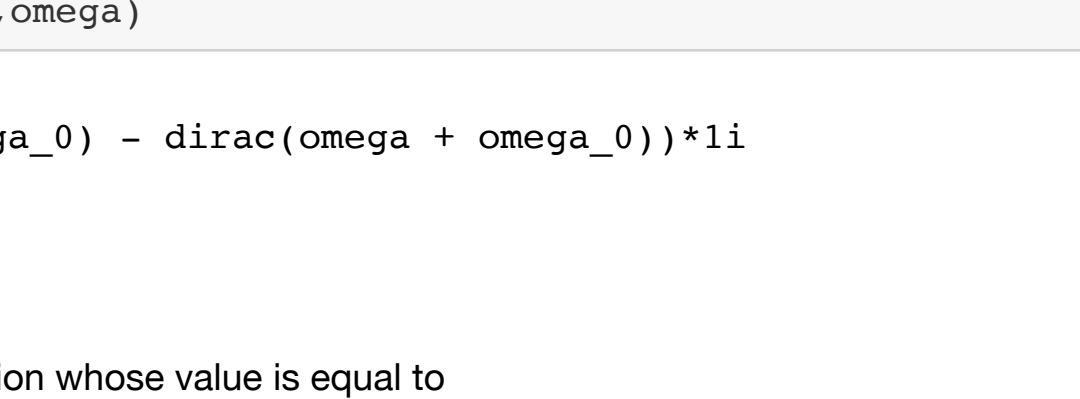 ,omega)
ga_0) - dirac(omega + omega_0))*1i
ion whose value is equal to